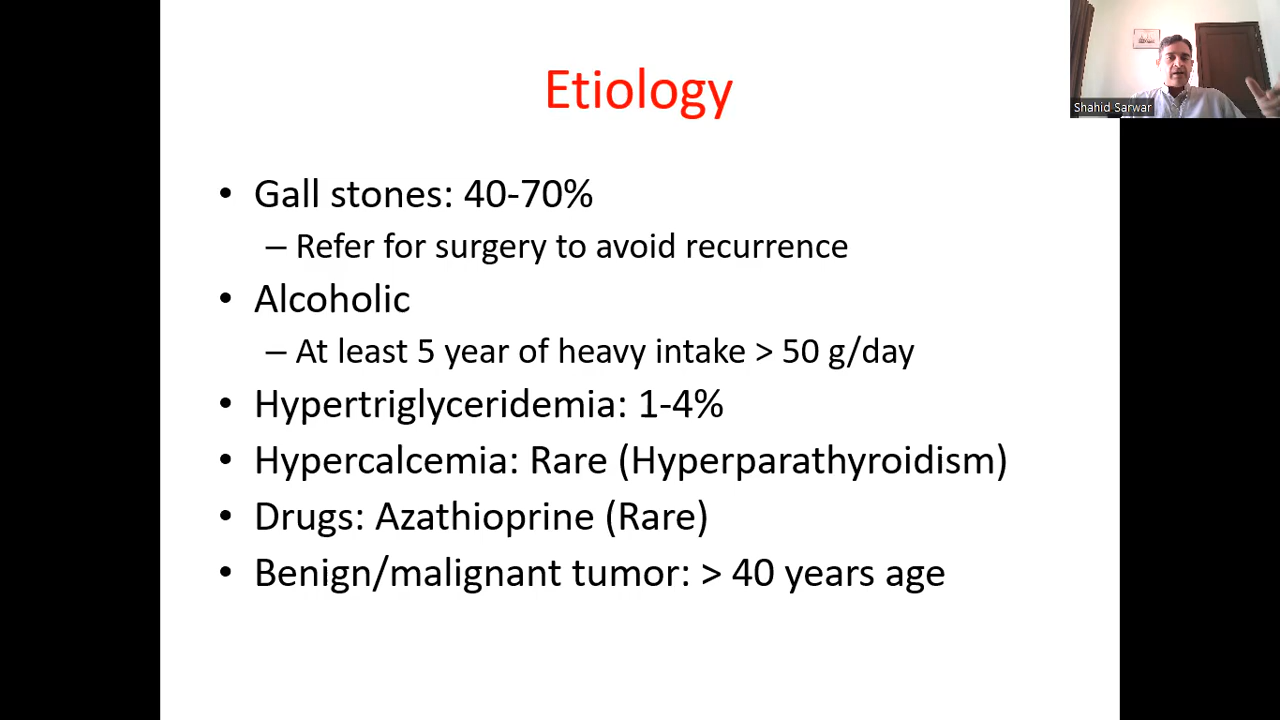 Etiology
• Gall stones: 40-70%
– Refer for surgery to avoid recurrence
• Alcoholic
– At least 5 year of heavy intake > 50 g/day
• Hypertriglyceridemia: 1-4%
• Hypercalcemia: Rare (Hyperparathyroidism)
• Drugs: Azathioprine (Rare)
• Benign/malignant tumor: > 40 years age
Shahid Sarwar